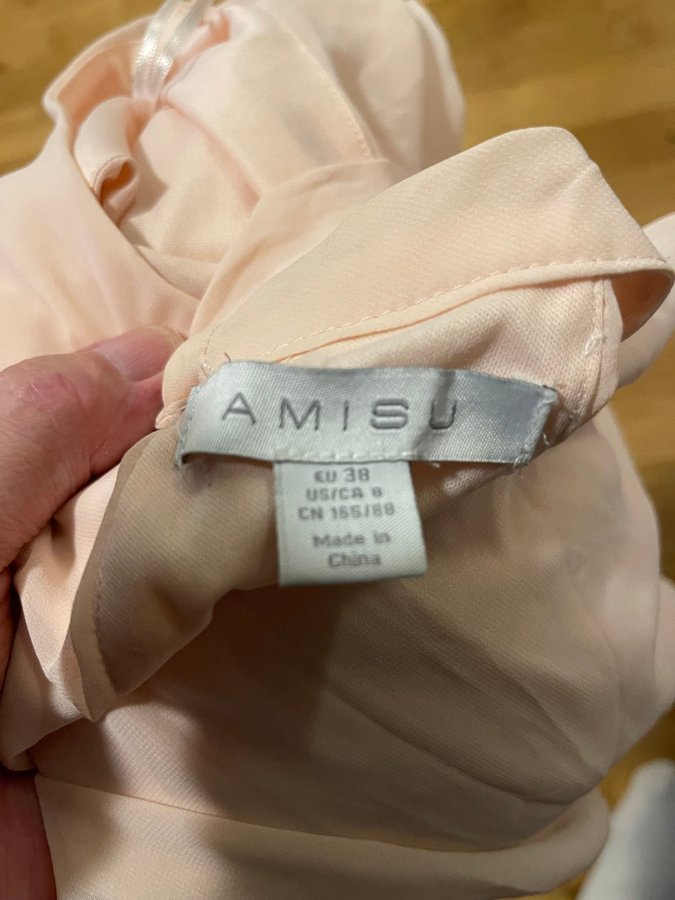 AMISU
EU 38
US/CA 8
CN 165/88
Made in
China